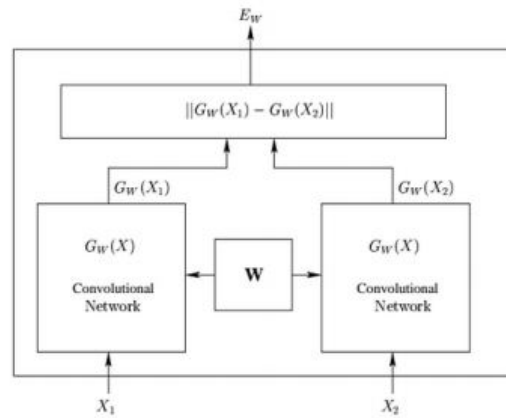 E_W
||G_W(X_1) − G_W(X_2)||
G_W(X_1)
G_W(X_2)
G_W(X)
Convolutional
Network
W
G_W(X)
Convolutional
Network
X_1
X_2